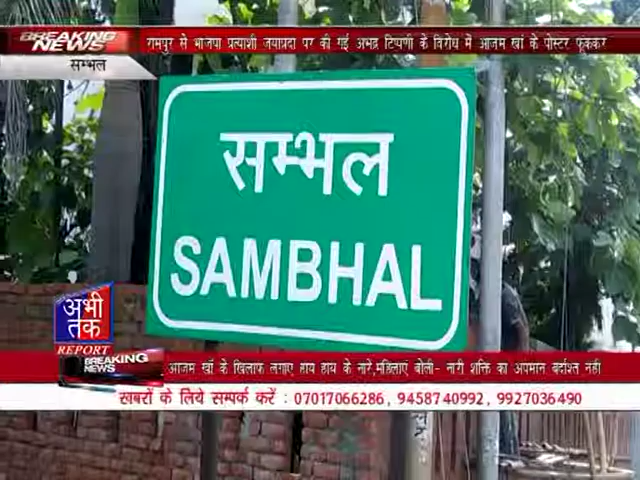 BREAKING NEWS
रामपुर से भाजपा प्रत्याशी जयाप्रदा पर की गई अभद्र टिप्पणी के विरोध में आजम खां के पोस्टर फूंककर
सम्भल
सम्भल
SAMBHAL
अभी तक
REPORT
BREAKING NEWS
आजम खाँ के खिलाफ लगाए हाय हाय के नारे,महिलाएं बोली- नारी शक्ति का अपमान बर्दाश्त नहीं
खबरों के लिये सम्पर्क करें : 07017066286, 9458740992, 9927036490